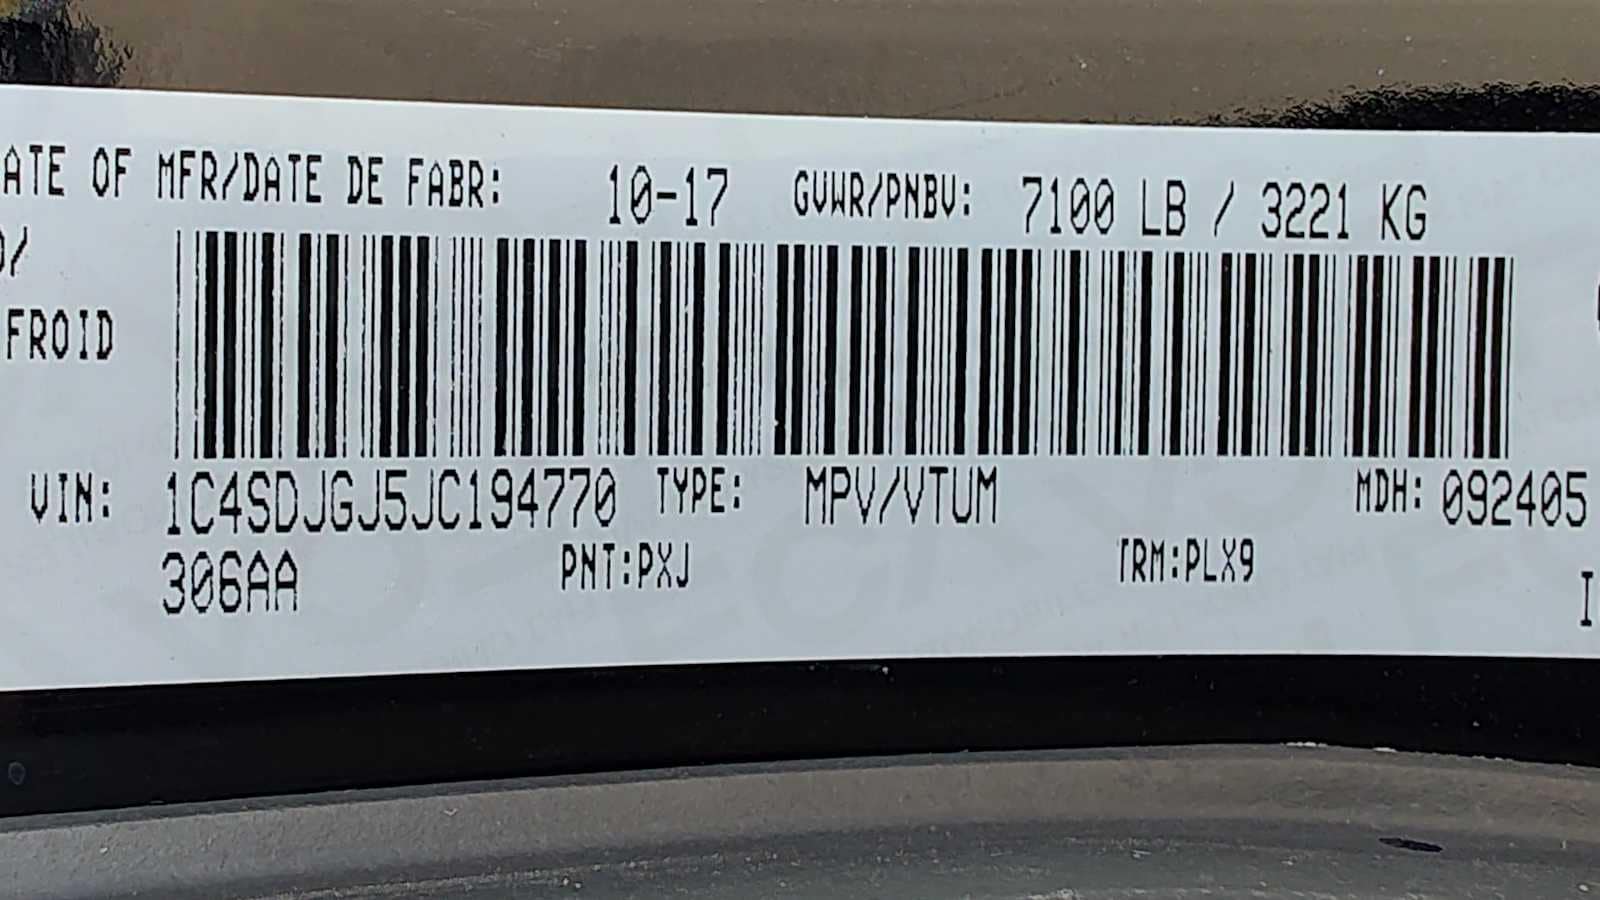 ATE OF MFR/DATE DE FABR: 10-17 GVWR/PNBV: 7100 LB / 3221 KG
/
FROID
VIN: 1C4SDJGJ5JC194770 TYPE: MPV/VTUM MDH: 092405
306AA PNT:PXJ TRM:PLX9